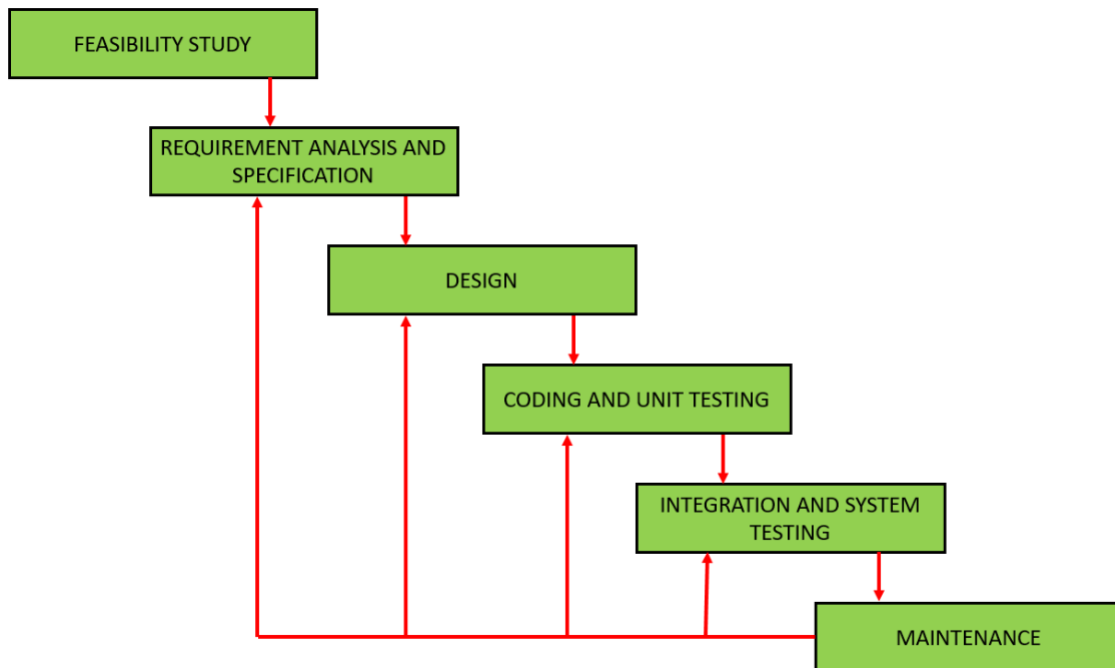 FEASIBILITY STUDY
REQUIREMENT ANALYSIS AND
SPECIFICATION
DESIGN
CODING AND UNIT TESTING
INTEGRATION AND SYSTEM
TESTING
MAINTENANCE